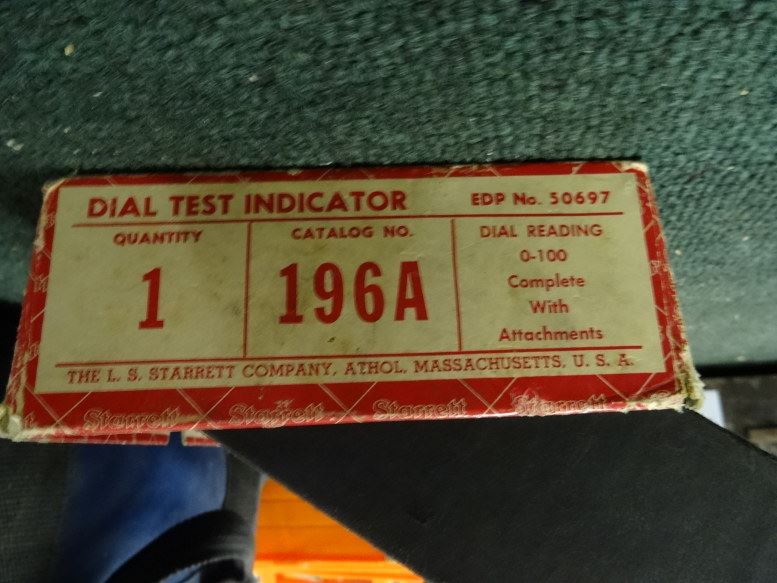 DIAL TEST INDICATOR
EDP No. 50697
QUANTITY
1
CATALOG NO.
196A
DIAL READING
0-100
Complete
With
Attachments
THE L. S. STARRETT COMPANY, ATHOL, MASSACHUSETTS, U. S. A.
Starrett Starrett Starrett Starrett